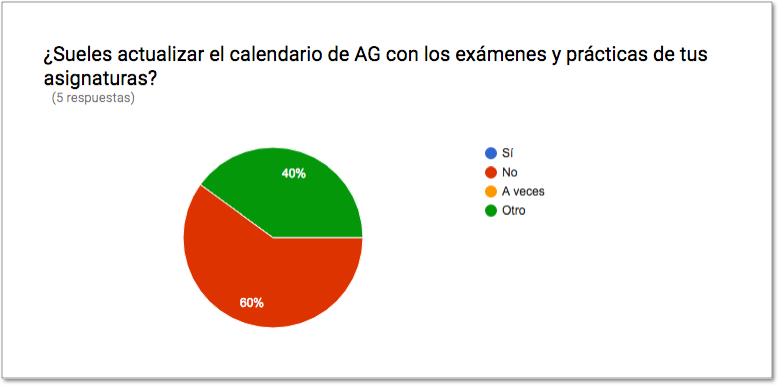 ¿Sueles actualizar el calendario de AG con los exámenes y prácticas de tus
asignaturas?
(5 respuestas)
40%
60%
Sí
No
A veces
Otro